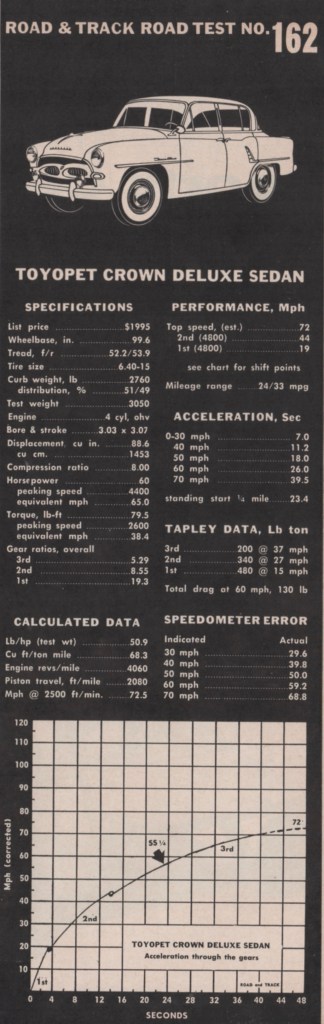 ROAD & TRACK ROAD TEST NO. 162
TOYOPET CROWN DELUXE SEDAN
SPECIFICATIONS
List price $1995
Wheelbase, in. 99.6
Tread, f/r 52.2/53.9
Tire size 6.40-15
Curb weight, lb 2760
distribution, % 51/49
Test weight 3050
Engine 4 cyl, ohv
Bore & stroke 3.03 x 3.07
Displacement, cu in. 88.6
cu cm. 1453
Compression ratio 8.00
Horsepower 60
peaking speed 4400
equivalent mph 65.0
Torque, lb-ft 79.5
peaking speed 2600
equivalent mph 38.4
Gear ratios, overall
3rd 5.29
2nd 8.55
1st 19.3
CALCULATED DATA
Lb/hp (test wt) 50.9
Cu ft/ton mile 68.3
Engine revs/mile 4060
Piston travel, ft/mile 2080
Mph @ 2500 ft/min. 72.5
PERFORMANCE, Mph
Top speed, (est.) 72
2nd (4800) 44
1st (4800) 19
see chart for shift points
Mileage range 24/33 mpg
ACCELERATION, Sec
0-30 mph 7.0
40 mph 11.2
50 mph 18.0
60 mph 26.0
70 mph 39.5
standing start ¼ mile 23.4
TAPLEY DATA, Lb ton
3rd 200 @ 37 mph
2nd 340 @ 27 mph
1st 480 @ 15 mph
Total drag at 60 mph, 130 lb
SPEEDOMETER ERROR
Indicated Actual
30 mph 29.6
40 mph 39.8
50 mph 50.0
60 mph 59.2
70 mph 68.8
120
110
100
90
80
70
60
50
40
30
20
10
Mph (corrected)
SS ¼
72
3rd
2nd
1st
TOYOPET CROWN DELUXE SEDAN
Acceleration through the gears
ROAD and TRACK
0 4 8 12 16 20 24 28 32 36 40 44 48
SECONDS